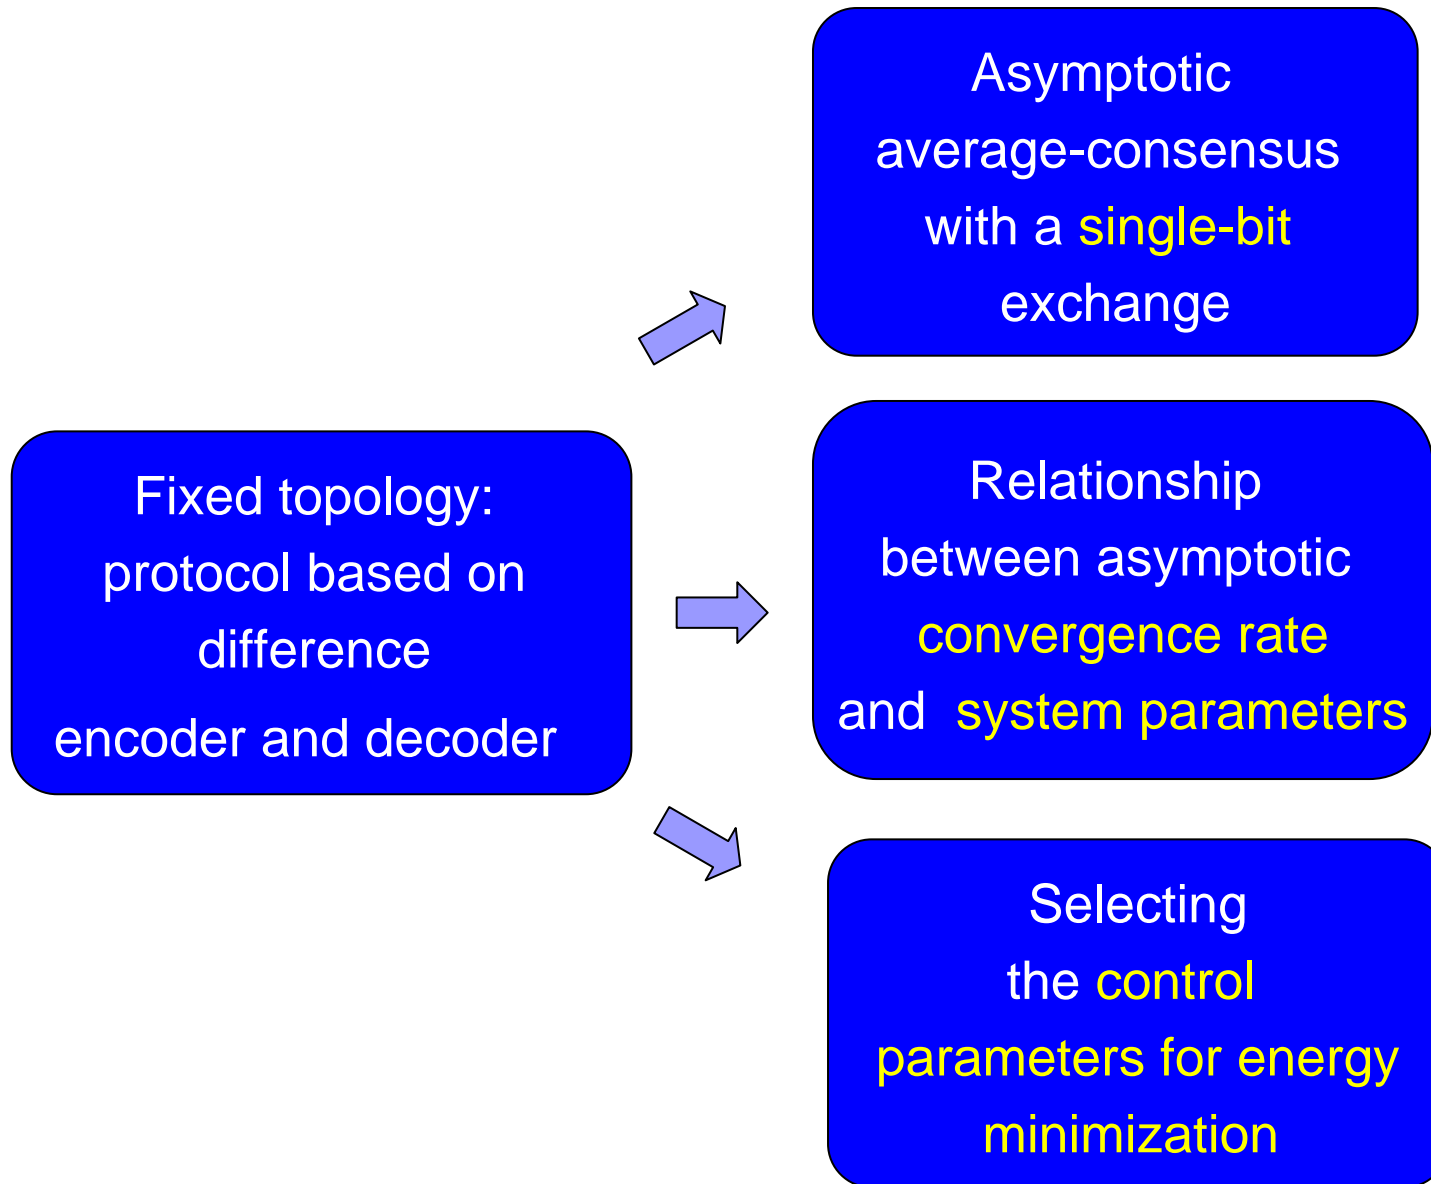 Asymptotic
average-consensus
with a single-bit
exchange
Fixed topology:
protocol based on
difference
encoder and decoder
Relationship
between asymptotic
convergence rate
and system parameters
Selecting
the control
parameters for energy
minimization